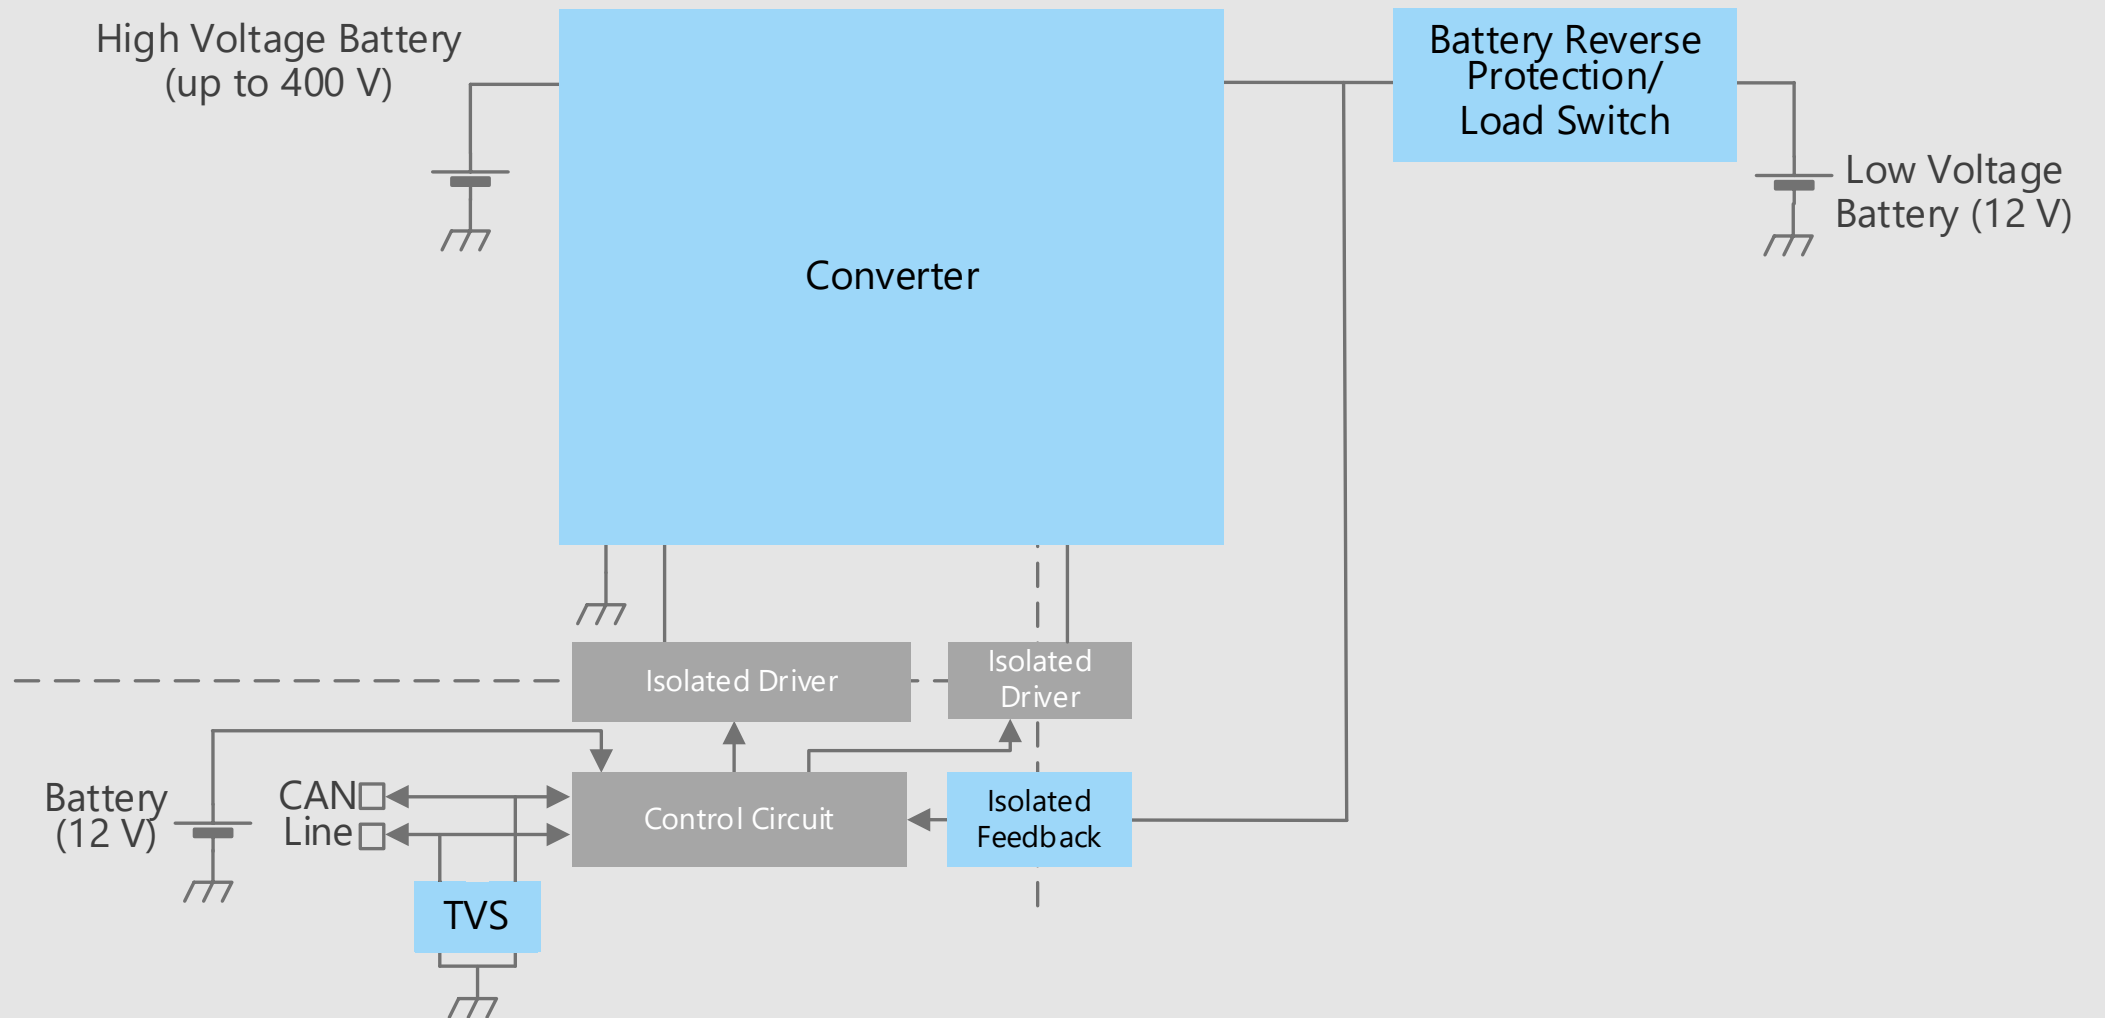 High Voltage Battery
(up to 400 V)
Converter
Battery Reverse
Protection/
Load Switch
Low Voltage
Battery (12 V)
Isolated Driver
Isolated
Driver
Battery
(12 V)
CAN
Line
Control Circuit
Isolated
Feedback
TVS